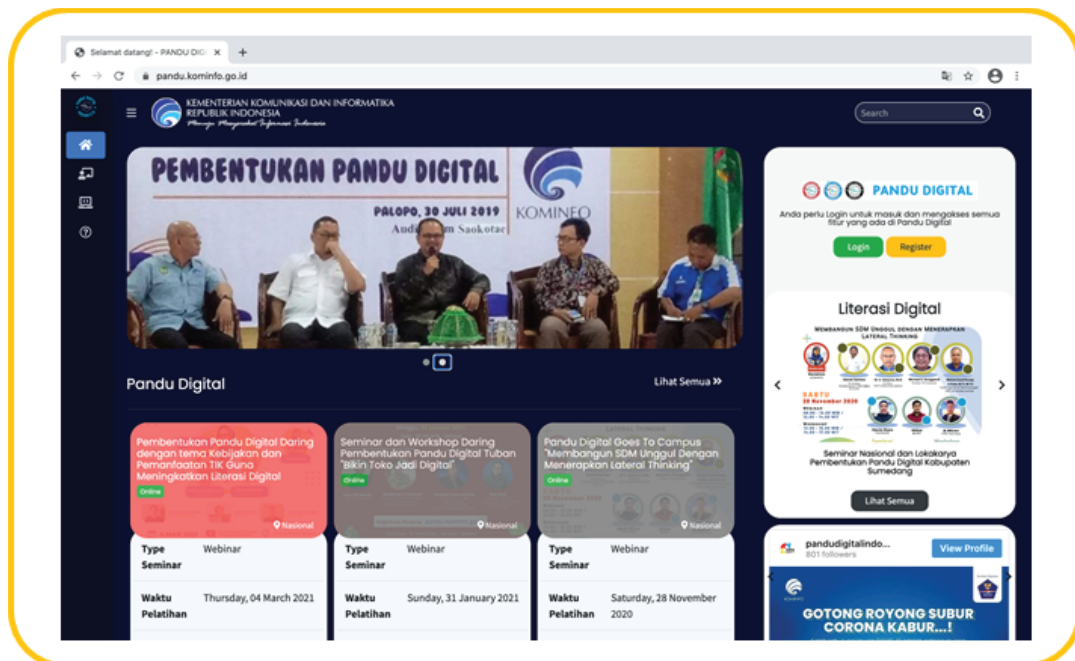 Selamat datang! - PANDU DIG
pandu.kominfo.go.id
KEMENTERIAN KOMUNIKASI DAN INFORMATIKA
REPUBLIK INDONESIA
Menuju Masyarakat Informasi Indonesia
Search
PEMBENTUKAN PANDU DIGITAL
PALOPO, 30 JULI 2019
KOMINFO
Saokotae
PANDU DIGITAL
Anda perlu Login untuk masuk dan mengakses semua
fitur yang ada di Pandu Digital
Login
Register
Pandu Digital
Lihat Semua
Pembentukan Pandu Digital Daring
dengan tema Kebijakan dan
Pemanfaatan TIK Guna
Meningkatkan Literasi Digital
Online
Nasional
Type Seminar Webinar
Waktu Pelatihan Thursday, 04 March 2021
Seminar dan Workshop Daring
Pembentukan Pandu Digital Tuban
"Bikin Toko Jadi Digital"
Online
Nasional
Type Seminar Webinar
Waktu Pelatihan Sunday, 31 January 2021
Pandu Digital Goes To Campus
"Membangun SDM Unggul Dengan
Menerapkan Lateral Thinking"
Online
Nasional
Type Seminar Webinar
Waktu Pelatihan Saturday, 28 November 2020
Literasi Digital
MEMBANGUN SDM UNGGUL DENGAN MENERAPKAN
LATERAL THINKING
SABTU
28 November 2020
Seminar Nasional dan Lokakarya
Pembentukan Pandu Digital Kabupaten
Sumedang
Lihat Semua
pandudigitalindo...
801 followers
View Profile
KOMINFO
GOTONG ROYONG SUBUR
CORONA KABUR...!